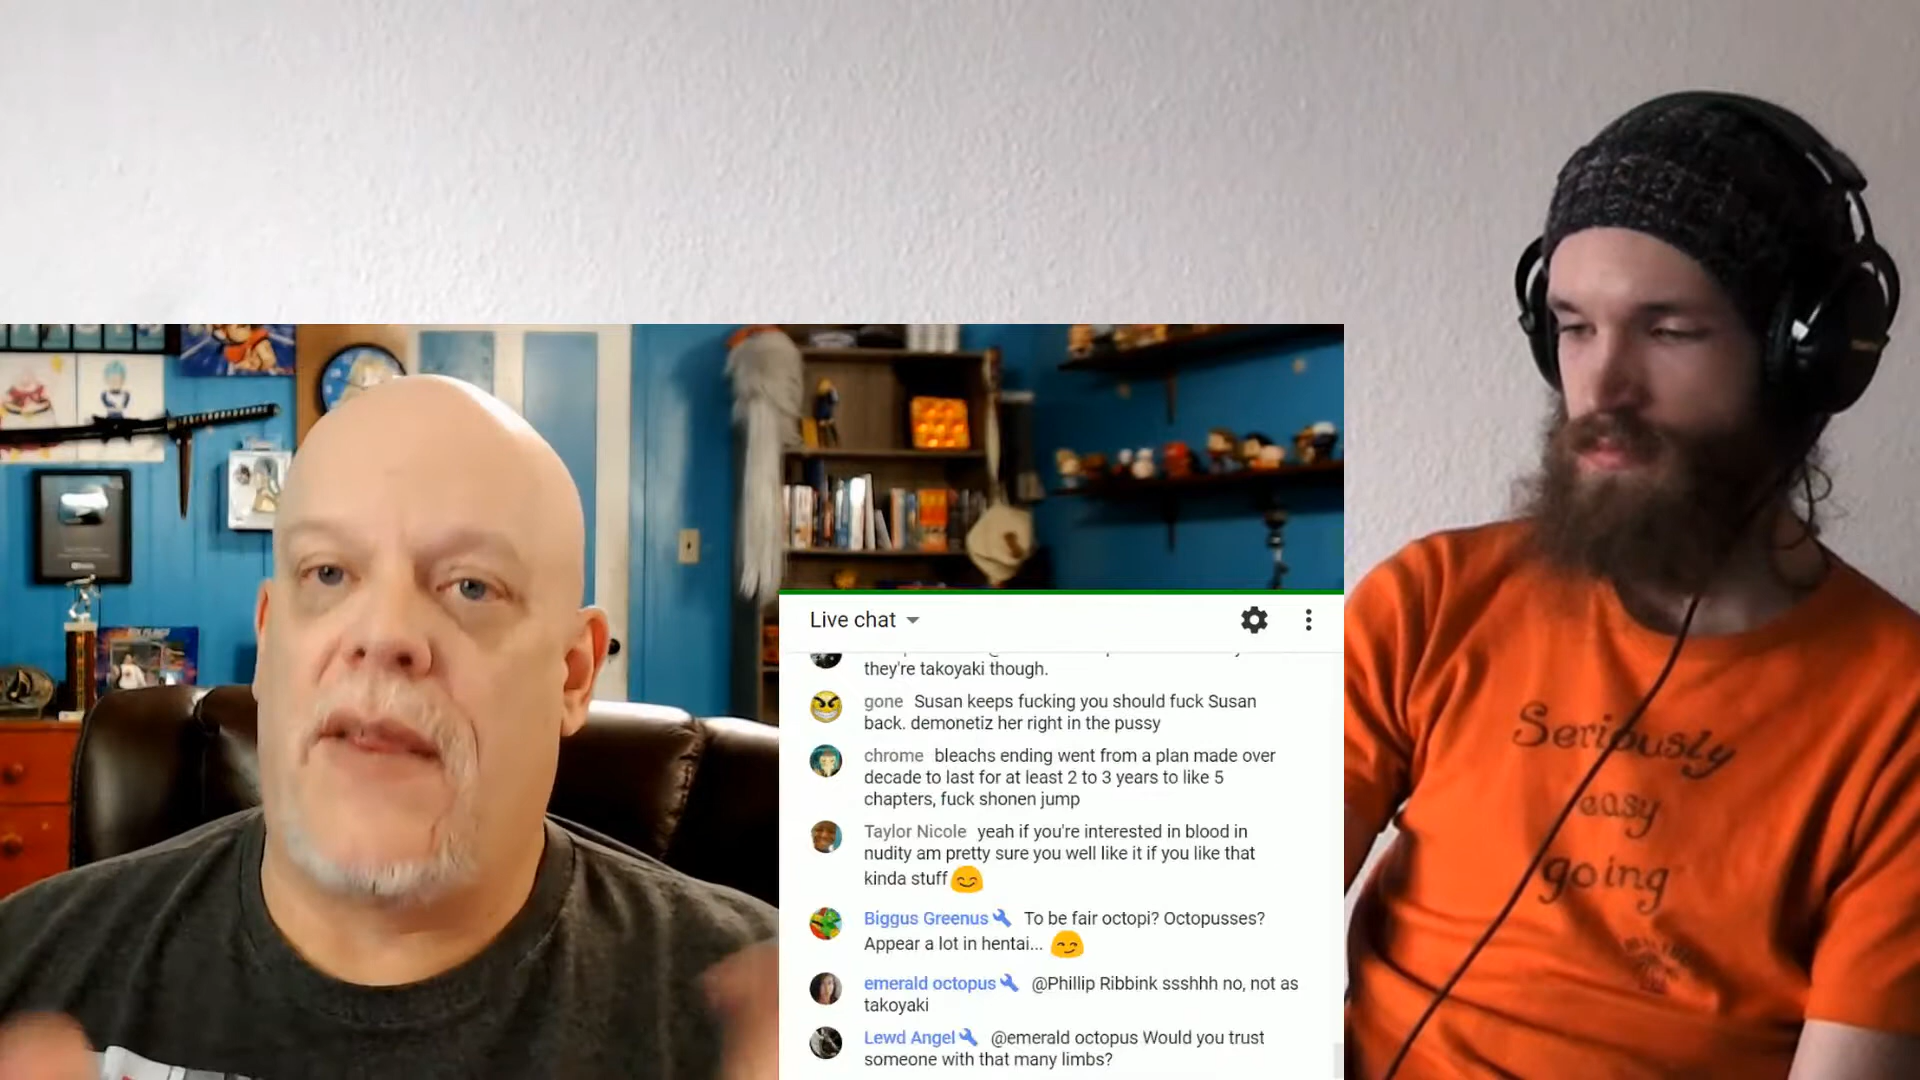 Live chat
they're takoyaki though.
gone Susan keeps fucking you should fuck Susan
back. demonetiz her right in the pussy
chrome bleachs ending went from a plan made over
decade to last for at least 2 to 3 years to like 5
chapters, fuck shonen jump
Taylor Nicole yeah if you're interested in blood in
nudity am pretty sure you well like it if you like that
kinda stuff
Biggus Greenus To be fair octopi? Octopusses?
Appear a lot in hentai...
emerald octopus @Phillip Ribbink ssshhh no, not as
takoyaki
Lewd Angel @emerald octopus Would you trust
someone with that many limbs?
Seriously
easy
going